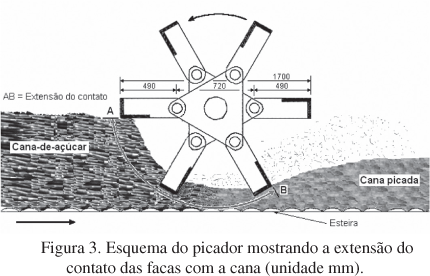 1700
490
720
490
AB = Extensão do contato
A
Cana-de-açúcar
B
Cana picada
Esteira
Figura 3. Esquema do picador mostrando a extensão do
contato das facas com a cana (unidade mm).